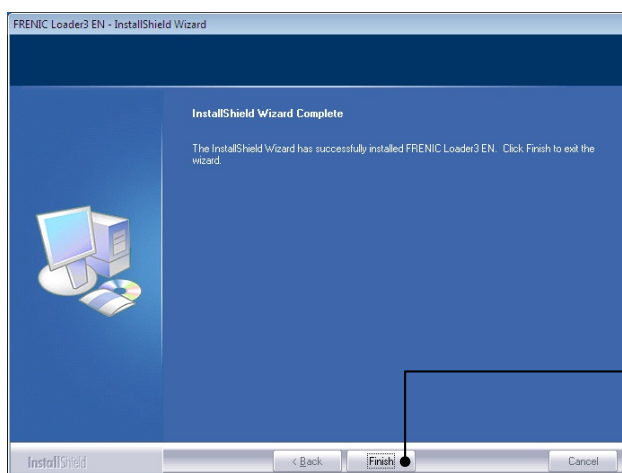 FRENIC Loader3 EN - InstallShield Wizard
InstallShield Wizard Complete
The InstallShield Wizard has successfully installed FRENIC Loader3 EN. Click Finish to exit the
wizard.
InstallShield
< Back
Finish
Cancel